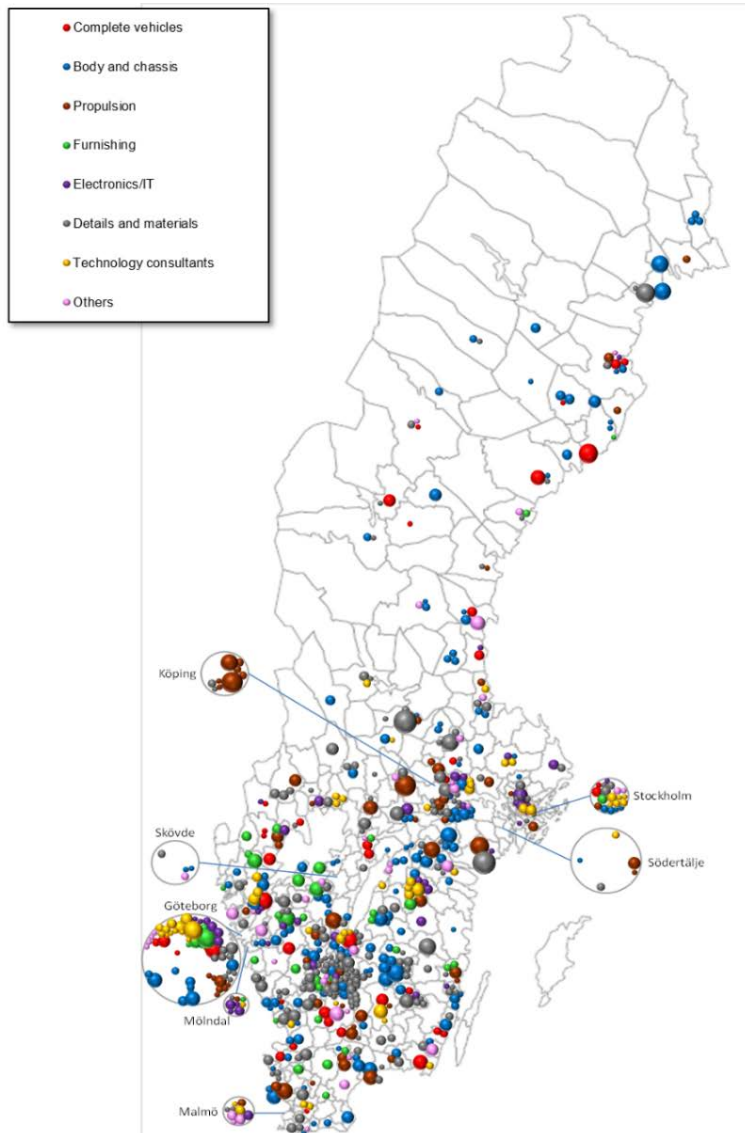 Complete vehicles
Body and chassis
Propulsion
Furnishing
Electronics/IT
Details and materials
Technology consultants
Others
Köping
Stockholm
Skövde
Södertälje
Göteborg
Mölndal
Malmö